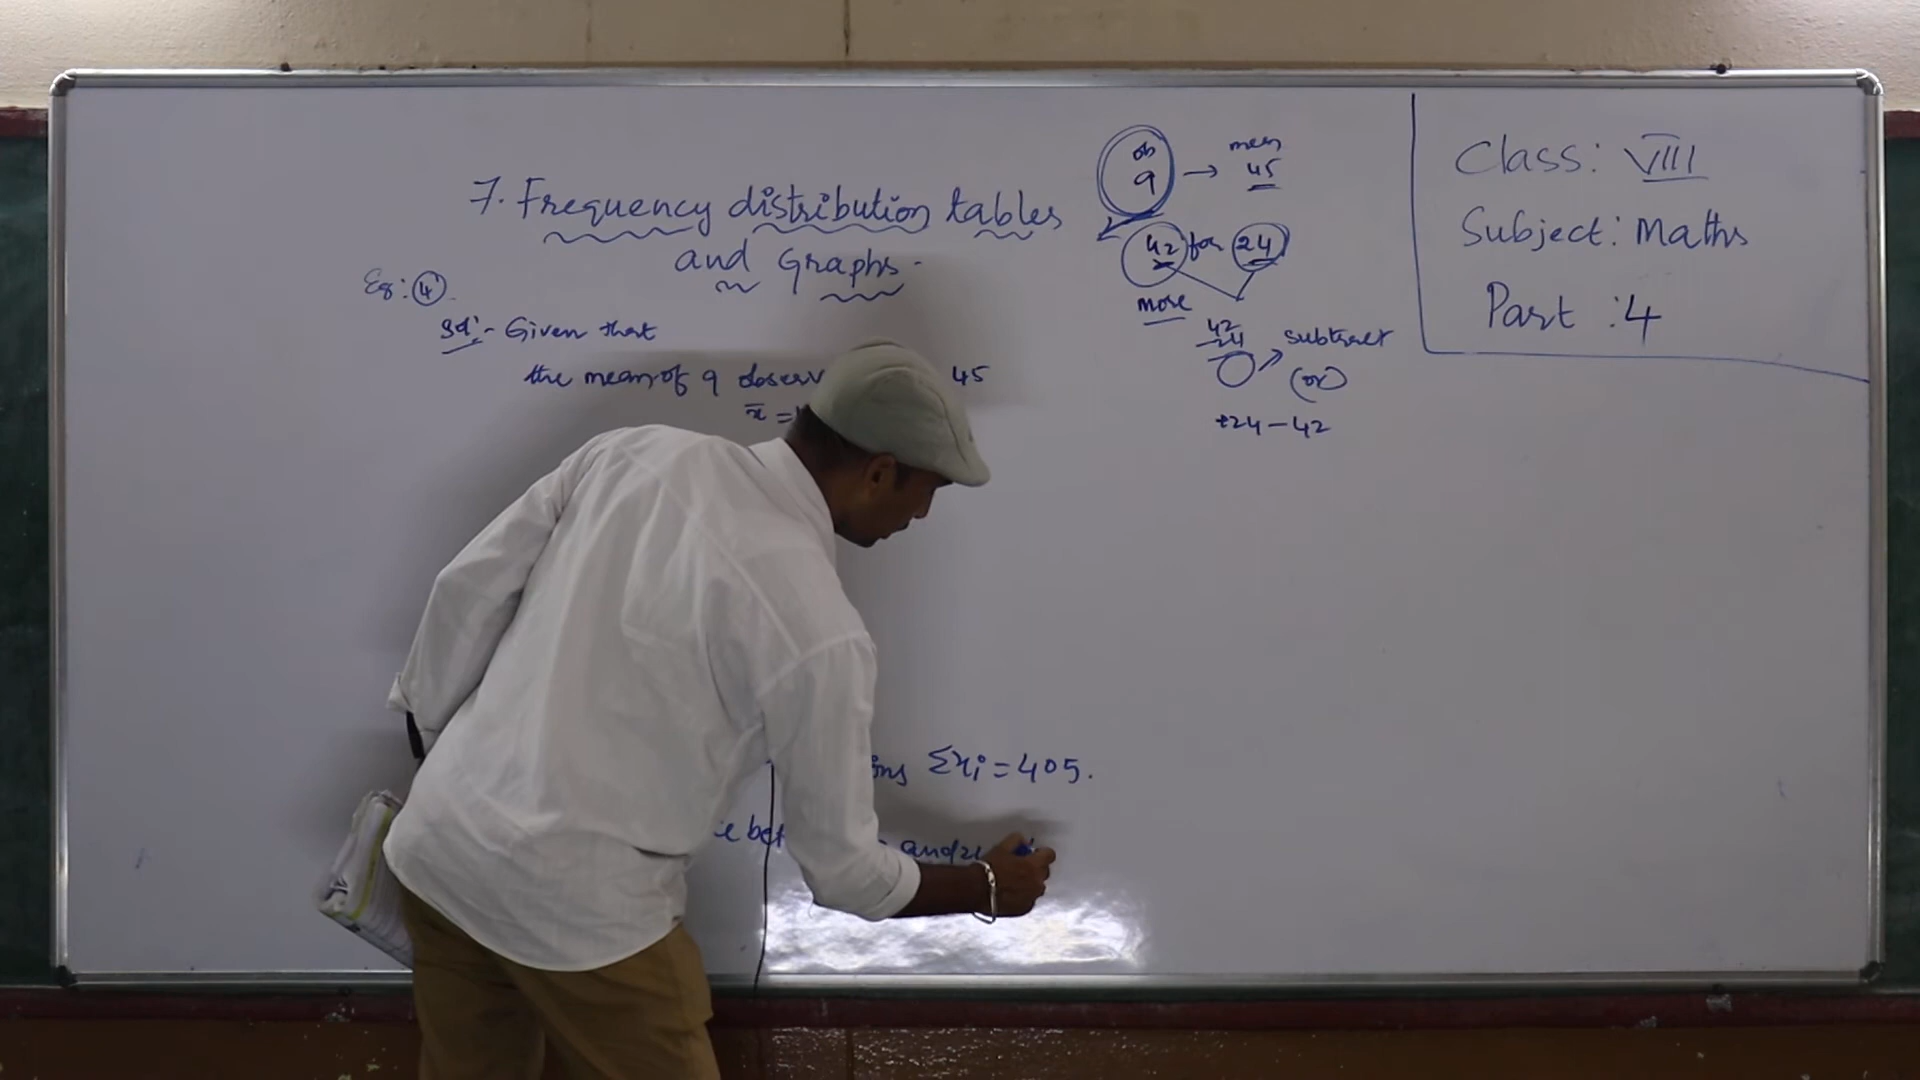 7. Frequency distribution tables
and Graphs.
Eg: 4
Sol:- Given that
the mean of 9 observ 45
x̄ =
Σxi = 405.
ob
9 → mean
45
42 for 24
more
42
-24
subtract
(or)
+24-42
Class: VIII
Subject: Maths
Part : 4